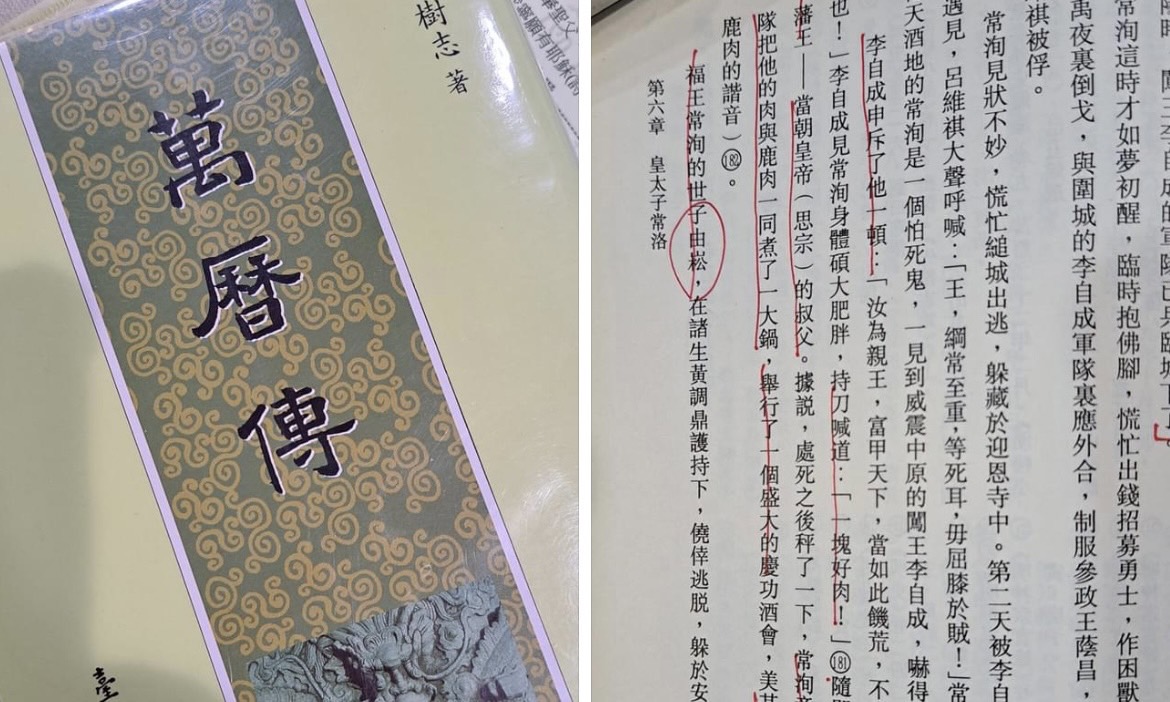 樹志 著
萬曆傳
臺
常洵這時才如夢初醒，臨時抱佛腳，慌忙出錢招募勇士，作困獸
萬夜裏倒戈，與圍城的李自成軍隊裏應外合，制服參政王蔭昌，
祺被俘。
常洵見狀不妙，慌忙縋城出逃，躲藏於迎恩寺中。第二天被李自
遇見，呂維祺大聲呼喊：「王，綱常至重，等死耳，毋屈膝於賊！」常
天酒地的常洵是一個怕死鬼，一見到威震中原的闖王李自成，嚇得
李自成申斥了他一頓：「汝為親王，富甲天下，當如此饑荒，不
也！」李自成見常洵身體碩大肥胖，持刀喊道：「一塊好肉！」(181)隨
藩王——當朝皇帝（思宗）的叔父。據說，處死之後秤了一下，常洵
隊把他的肉與鹿肉一同煮了一大鍋，舉行了一個盛大的慶功酒會，美
鹿肉的諧音）(182)。
福王常洵的世子由崧，在諸生黃調鼎護持下，僥倖逃脫，躲於安
第六章 皇太子常洛